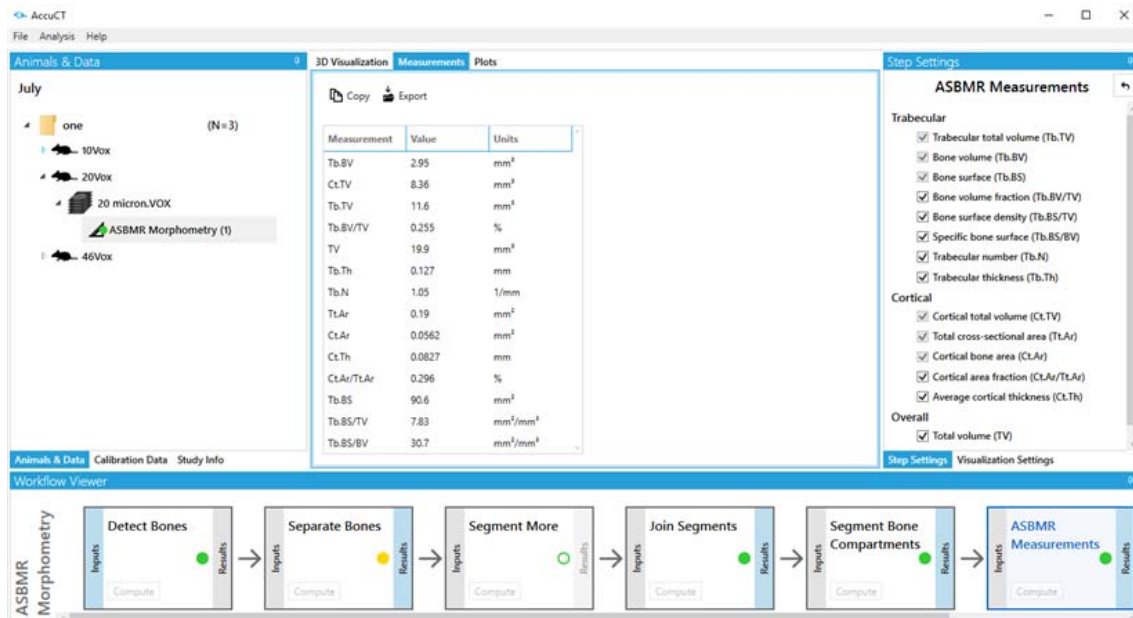 AccuCT
File Analysis Help
Animals & Data
July
one (N=3)
10Vox
20Vox
20 micron.VOX
ASBMR Morphometry (1)
46Vox
Animals & Data Calibration Data Study Info
3D Visualization Measurements Plots
Copy Export
Measurement Value Units
Tb.BV 2.95 mm³
Ct.TV 8.36 mm³
Tb.TV 11.6 mm³
Tb.BV/TV 0.255 %
TV 19.9 mm³
Tb.Th 0.127 mm
Tb.N 1.05 1/mm
Tt.Ar 0.19 mm²
Ct.Ar 0.0562 mm²
Ct.Th 0.0827 mm
Ct.Ar/Tt.Ar 0.296 %
Tb.BS 90.6 mm²
Tb.BS/TV 7.83 mm²/mm³
Tb.BS/BV 30.7 mm²/mm³
Step Settings
ASBMR Measurements
Trabecular
Trabecular total volume (Tb.TV)
Bone volume (Tb.BV)
Bone surface (Tb.BS)
Bone volume fraction (Tb.BV/TV)
Bone surface density (Tb.BS/TV)
Specific bone surface (Tb.BS/BV)
Trabecular number (Tb.N)
Trabecular thickness (Tb.Th)
Cortical
Cortical total volume (Ct.TV)
Total cross-sectional area (Tt.Ar)
Cortical bone area (Ct.Ar)
Cortical area fraction (Ct.Ar/Tt.Ar)
Average cortical thickness (Ct.Th)
Overall
Total volume (TV)
Step Settings Visualization Settings
Workflow Viewer
ASBMR
Morphometry
Inputs
Detect Bones
Compute
Results
Inputs
Separate Bones
Compute
Results
Inputs
Segment More
Compute
Results
Inputs
Join Segments
Compute
Results
Inputs
Segment Bone
Compartments
Compute
Results
Inputs
ASBMR
Measurements
Compute
Results